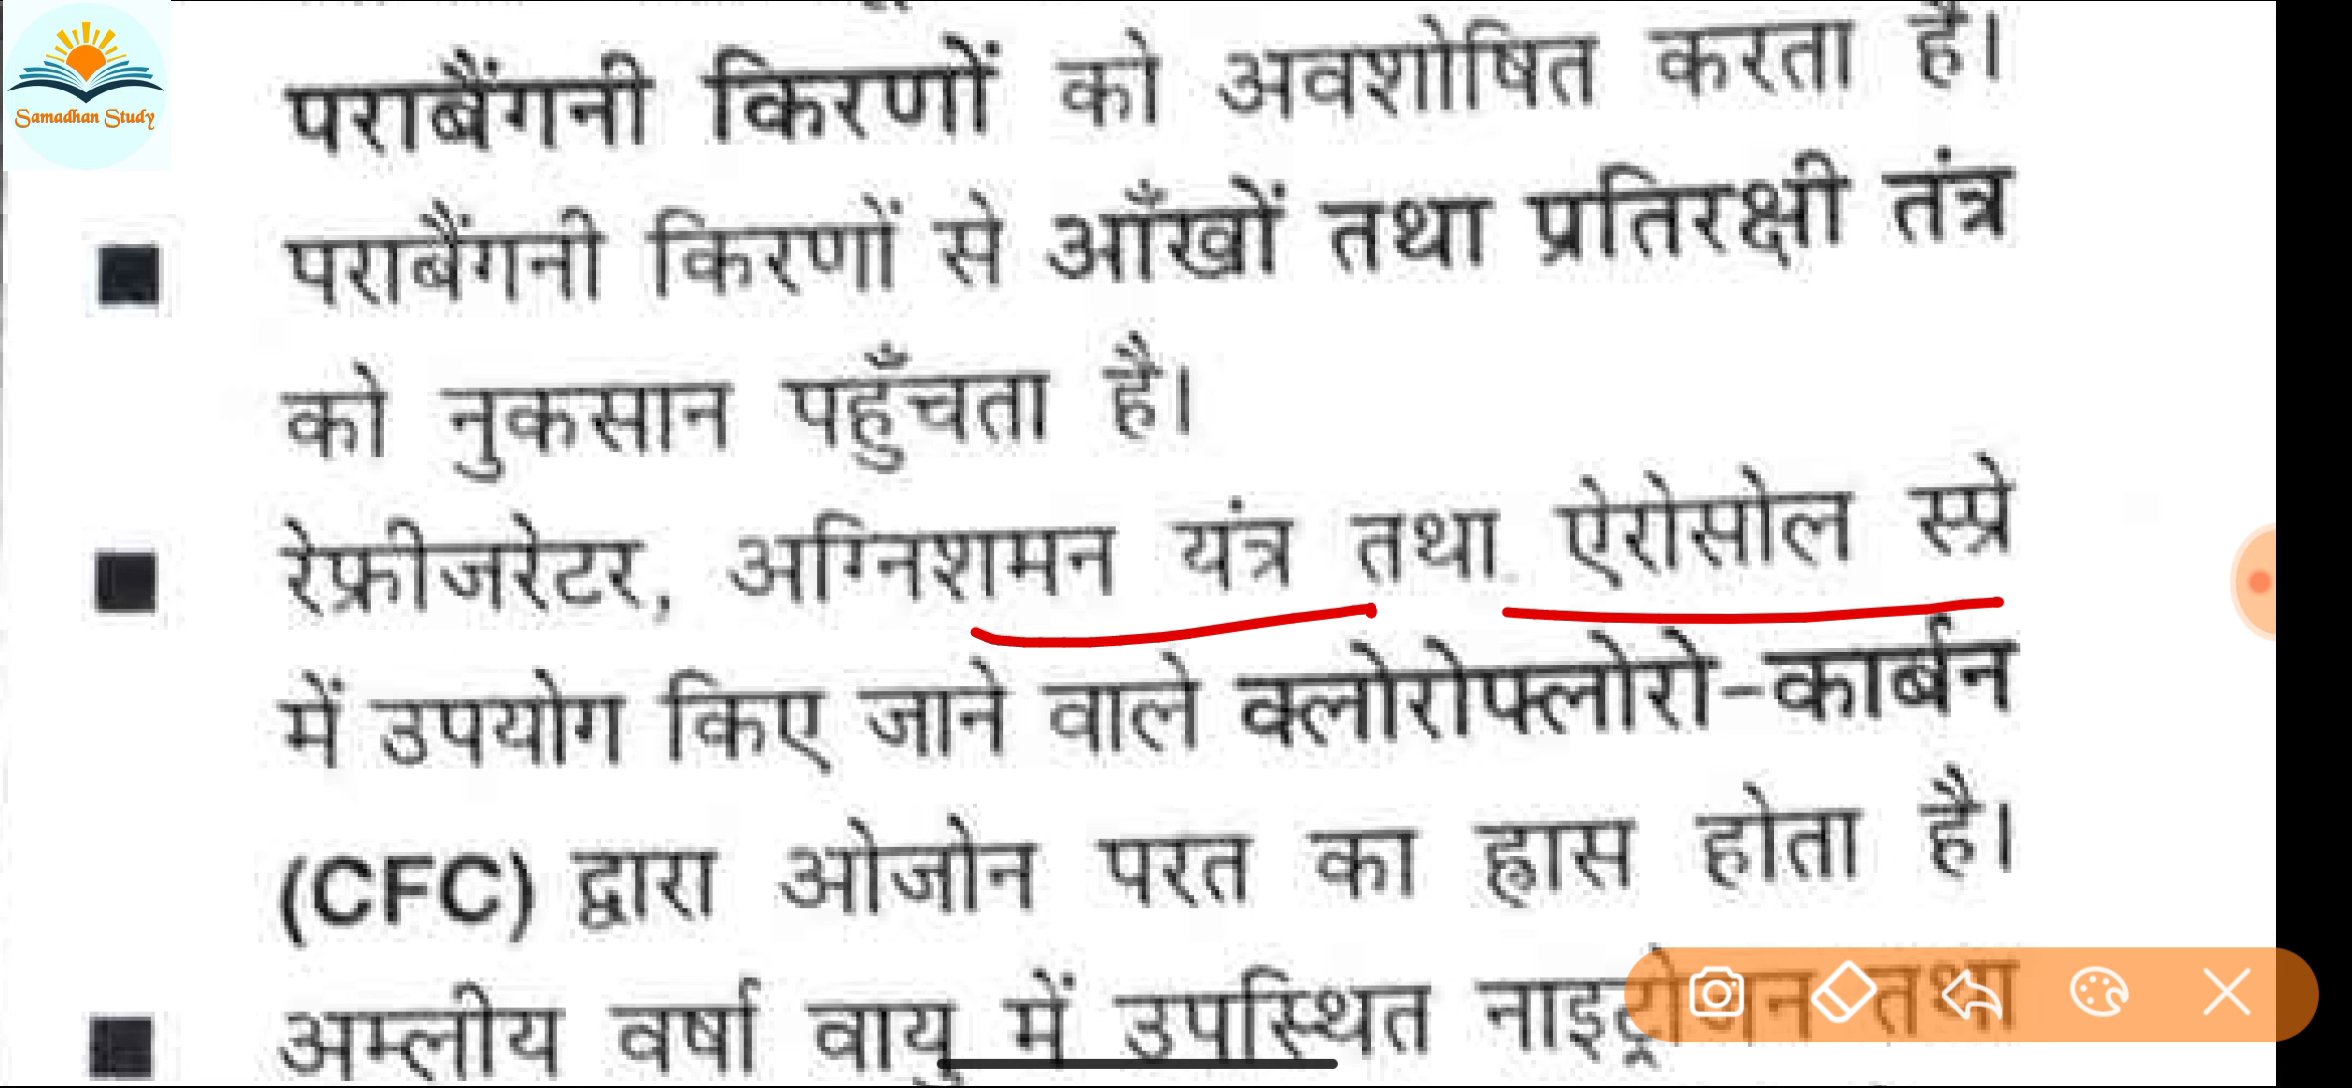 Samadhan Study
पराबैंगनी किरणों को अवशोषित करता है।
■ पराबैंगनी किरणों से आँखों तथा प्रतिरक्षी तंत्र
को नुकसान पहुँचता है।
■ रेफ्रीजरेटर, अग्निशमन यंत्र तथा ऐरोसोल स्प्रे
में उपयोग किए जाने वाले क्लोरोफ्लोरो-कार्बन
(CFC) द्वारा ओजोन परत का ह्रास होता है।
■ अम्लीय वर्षा वायु में उपस्थित नाइट्रोजन तथा